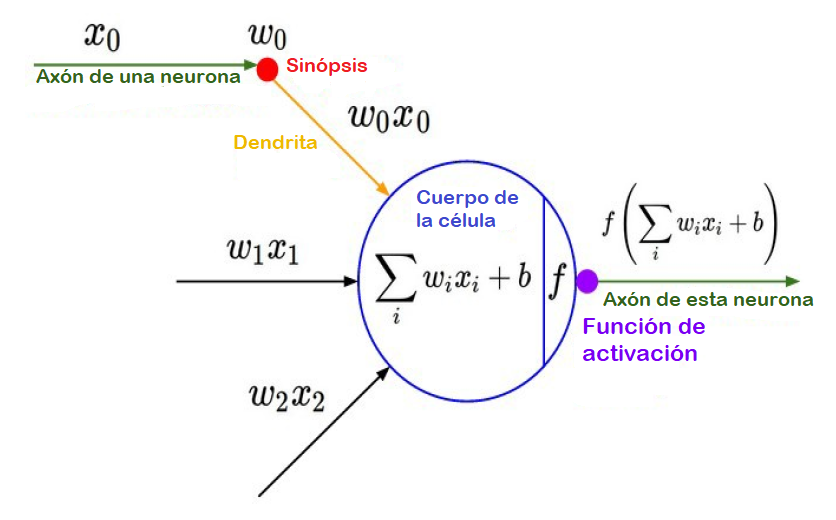 x₀
w₀
Axón de una neurona
Sinópsis
w₀x₀
Dendrita
Cuerpo de
la célula
w₁x₁
∑ᵢ wᵢxᵢ + b
f
f(∑ᵢ wᵢxᵢ + b)
Axón de esta neurona
Función de
activación
w₂x₂